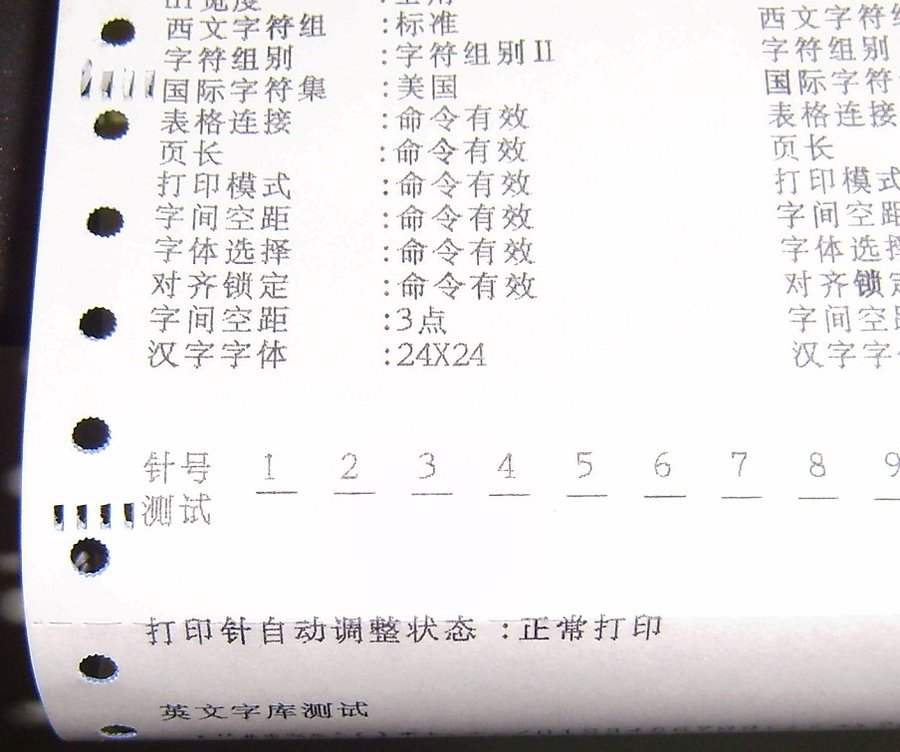 西文字符组 :标准 西文字符
字符组别 :字符组别II 字符组别
国际字符集 :美国 国际字符
表格连接 :命令有效 表格连接
页长 :命令有效 页长
打印模式 :命令有效 打印模式
字间空距 :命令有效 字间空距
字体选择 :命令有效 字体选择
对齐锁定 :命令有效 对齐锁定
字间空距 :3点 字间空距
汉字字体 :24X24 汉字字体
针号 1 2 3 4 5 6 7 8 9
测试
打印针自动调整状态 :正常打印
英文字库测试